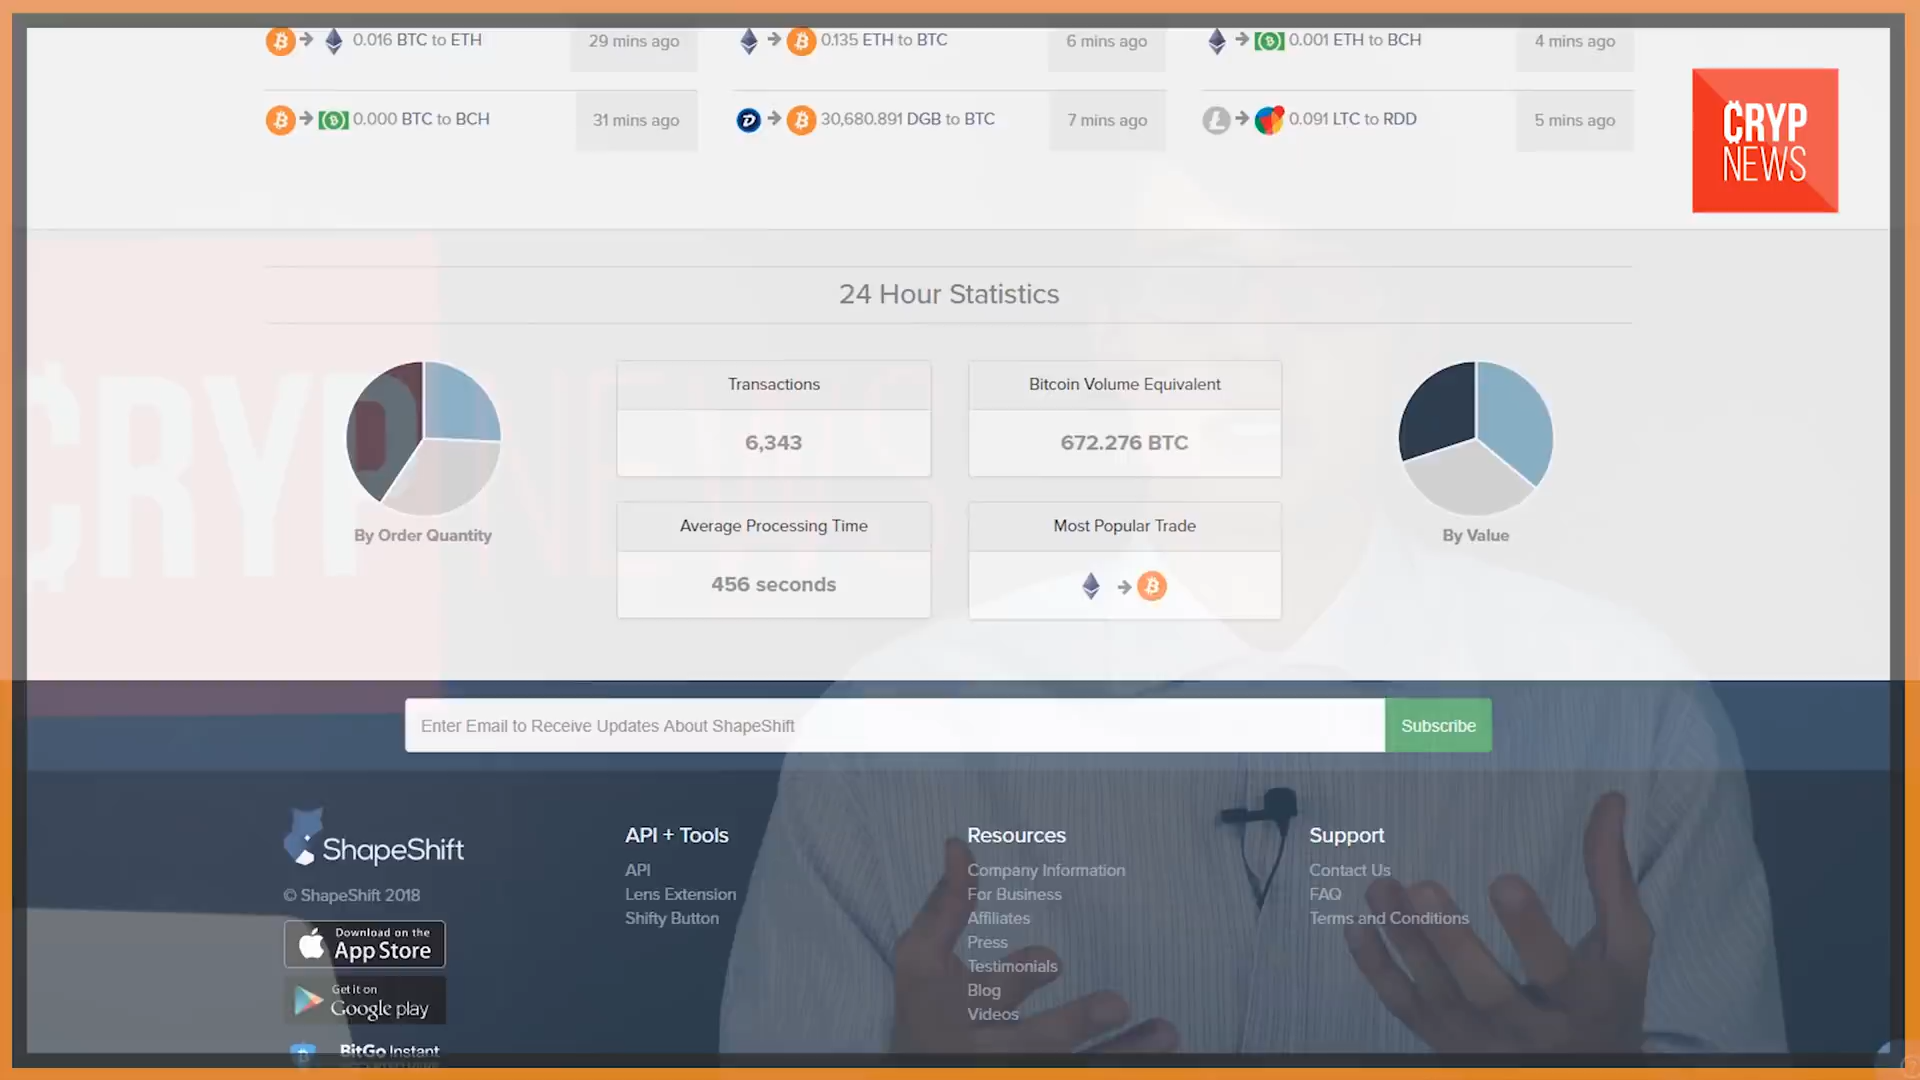 0.016 BTC to ETH
29 mins ago
0.135 ETH to BTC
6 mins ago
0.001 ETH to BCH
4 mins ago
0.000 BTC to BCH
31 mins ago
30,680.891 DGB to BTC
7 mins ago
0.091 LTC to RDD
5 mins ago
CRYP
NEWS
24 Hour Statistics
CRYP NEWS
By Order Quantity
Transactions
6,343
Bitcoin Volume Equivalent
672.276 BTC
By Value
Average Processing Time
456 seconds
Most Popular Trade
Enter Email to Receive Updates About ShapeShift
Subscribe
ShapeShift
© ShapeShift 2018
Download on the
App Store
Get it on
Google play
BitGo Instant
API + Tools
API
Lens Extension
Shifty Button
Resources
Company Information
For Business
Affiliates
Press
Testimonials
Blog
Videos
Support
Contact Us
FAQ
Terms and Conditions